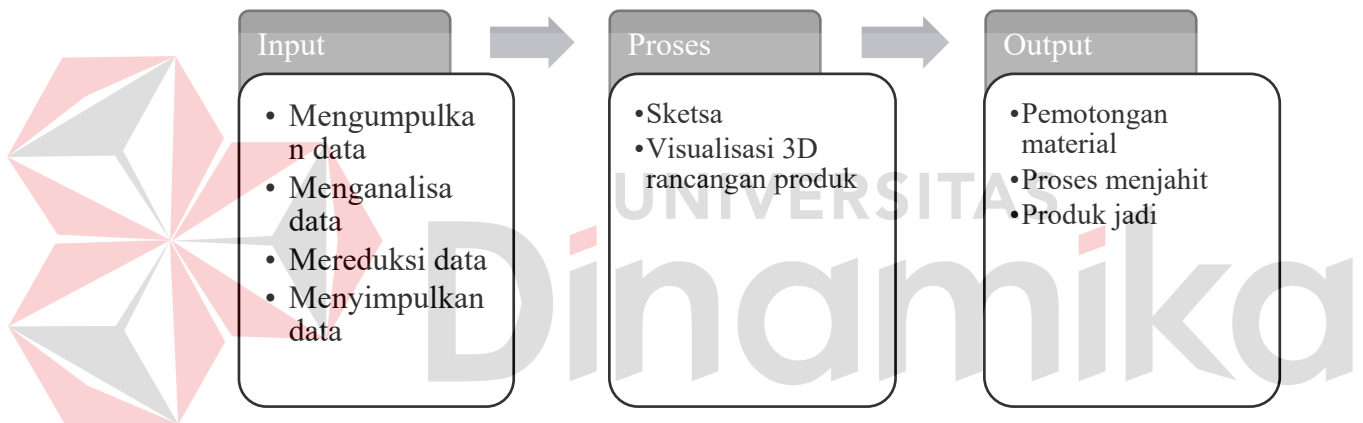 Input
• Mengumpulka
n data
• Menganalisa
data
• Mereduksi data
• Menyimpulkan
data
Proses
•Sketsa
•Visualisasi 3D
rancangan produk
Output
•Pemotongan
material
•Proses menjahit
•Produk jadi
UNIVERSITAS
Dinamika